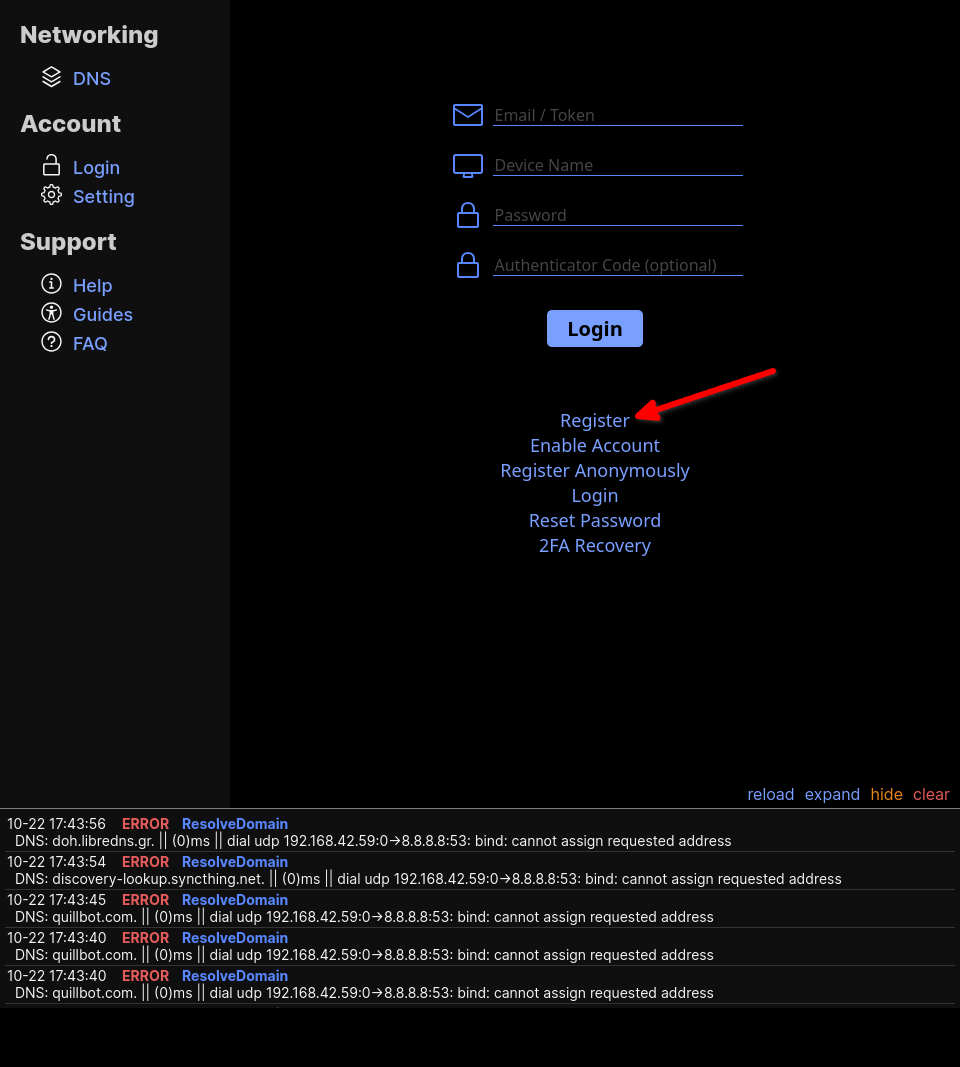 Networking
DNS
Account
Login
Setting
Support
Help
Guides
FAQ
Email / Token
Device Name
Password
Authenticator Code (optional)
Login
Register
Enable Account
Register Anonymously
Login
Reset Password
2FA Recovery
reload expand hide clear
10-22 17:43:56 ERROR ResolveDomain
DNS: doh.libredns.gr. || (0)ms || dial udp 192.168.42.59:0->8.8.8.8:53: bind: cannot assign requested address
10-22 17:43:54 ERROR ResolveDomain
DNS: discovery-lookup.syncthing.net. || (0)ms || dial udp 192.168.42.59:0->8.8.8.8:53: bind: cannot assign requested address
10-22 17:43:45 ERROR ResolveDomain
DNS: quillbot.com. || (0)ms || dial udp 192.168.42.59:0->8.8.8.8:53: bind: cannot assign requested address
10-22 17:43:40 ERROR ResolveDomain
DNS: quillbot.com. || (0)ms || dial udp 192.168.42.59:0->8.8.8.8:53: bind: cannot assign requested address
10-22 17:43:40 ERROR ResolveDomain
DNS: quillbot.com. || (0)ms || dial udp 192.168.42.59:0->8.8.8.8:53: bind: cannot assign requested address